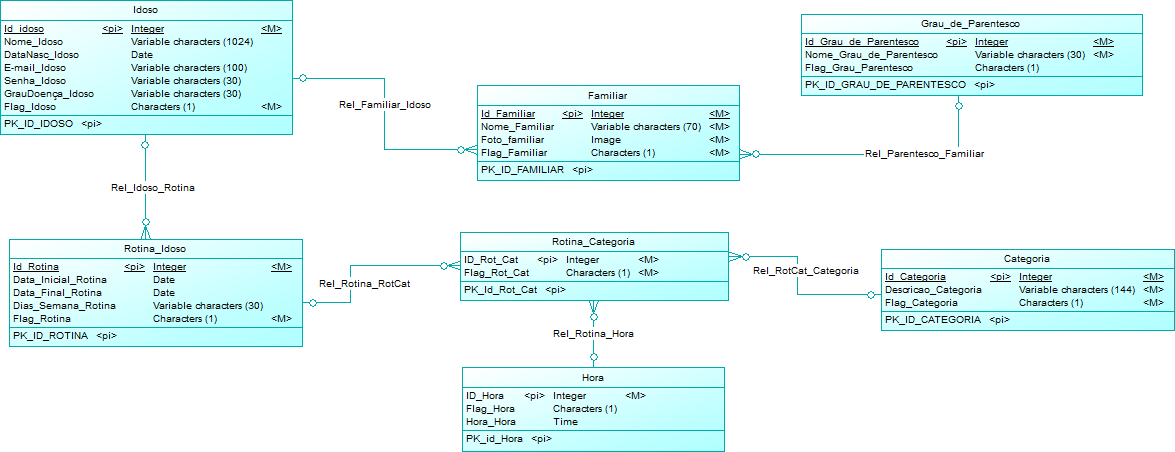 Idoso
Id_idoso <pi> Integer <M>
Nome_Idoso Variable characters (1024)
DataNasc_Idoso Date
E-mail_Idoso Variable characters (100)
Senha_Idoso Variable characters (30)
GrauDoença_Idoso Variable characters (30)
Flag_Idoso Characters (1) <M>
PK_ID_IDOSO <pi>
Grau_de_Parentesco
Id_Grau_de_Parentesco <pi> Integer <M>
Nome_Grau_de_Parentesco Variable characters (30) <M>
Flag_Grau_Parentesco Characters (1)
PK_ID_GRAU_DE_PARENTESCO <pi>
Rel_Familiar_Idoso
Familiar
Id_Familiar <pi> Integer <M>
Nome_Familiar Variable characters (70) <M>
Foto_familiar Image <M>
Flag_Familiar Characters (1) <M>
PK_ID_FAMILIAR <pi>
Rel_Parentesco_Familiar
Rel_Idoso_Rotina
Rotina_Idoso
Id_Rotina <pi> Integer <M>
Data_Inicial_Rotina Date
Data_Final_Rotina Date
Dias_Semana_Rotina Variable characters (30)
Flag_Rotina Characters (1) <M>
PK_ID_ROTINA <pi>
Rel_Rotina_RotCat
Rotina_Categoria
ID_Rot_Cat <pi> Integer <M>
Flag_Rot_Cat Characters (1) <M>
PK_Id_Rot_Cat <pi>
Rel_RotCat_Categoria
Categoria
Id_Categoria <pi> Integer <M>
Descricao_Categoria Variable characters (144) <M>
Flag_Categoria Characters (1) <M>
PK_ID_CATEGORIA <pi>
Rel_Rotina_Hora
Hora
ID_Hora <pi> Integer <M>
Flag_Hora Characters (1)
Hora_Hora Time
PK_id_Hora <pi>